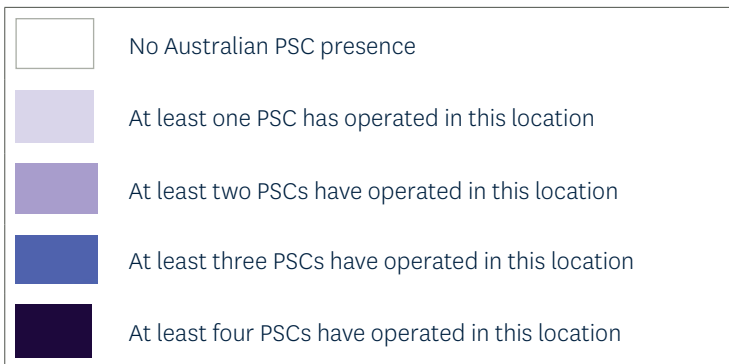 No Australian PSC presence
At least one PSC has operated in this location
At least two PSCs have operated in this location
At least three PSCs have operated in this location
At least four PSCs have operated in this location